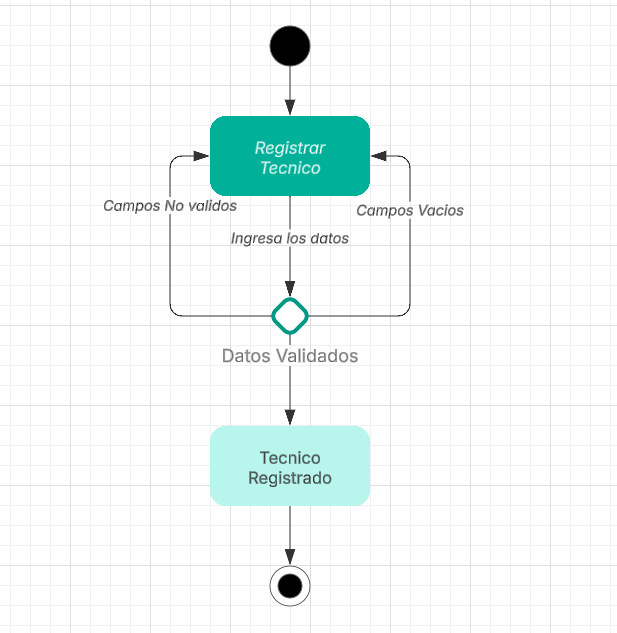 Registrar
Tecnico
Campos No validos
Campos Vacios
Ingresa los datos
Datos Validados
Tecnico
Registrado